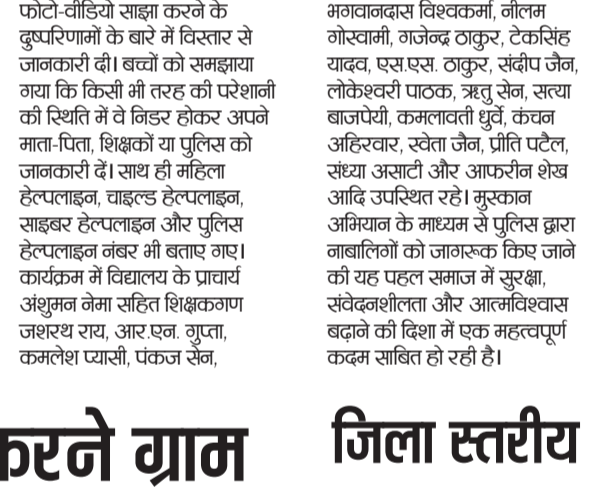 फोटो-वीडियो साझा करने के
दुष्परिणामों के बारे में विस्तार से
जानकारी दी। बच्चों को समझाया
गया कि किसी भी तरह की परेशानी
की स्थिति में वे निडर होकर अपने
माता-पिता, शिक्षकों या पुलिस को
जानकारी दें। साथ ही महिला
हेल्पलाइन, चाइल्ड हेल्पलाइन,
साइबर हेल्पलाइन और पुलिस
हेल्पलाइन नंबर भी बताए गए।
कार्यक्रम में विद्यालय के प्राचार्य
अंशुमन नेमा सहित शिक्षकगण
जशरथ राय, आर.एन. गुप्ता,
कमलेश प्यासी, पंकज सेन,
भगवानदास विश्वकर्मा, नीलम
गोस्वामी, गजेन्द्र ठाकुर, टेकसिंह
यादव, एस.एस. ठाकुर, संदीप जैन,
लोकेश्वरी पाठक, ऋतु सेन, सत्या
बाजपेयी, कमलावती धुर्वे, कंचन
अहिरवार, स्वेता जैन, प्रीति पटैल,
संध्या असाटी और आफरीन शेख
आदि उपस्थित रहे। मुस्कान
अभियान के माध्यम से पुलिस द्वारा
नाबालिगों को जागरूक किए जाने
की यह पहल समाज में सुरक्षा,
संवेदनशीलता और आत्मविश्वास
बढ़ाने की दिशा में एक महत्वपूर्ण
कदम साबित हो रही है।
करने ग्राम
जिला स्तरीय